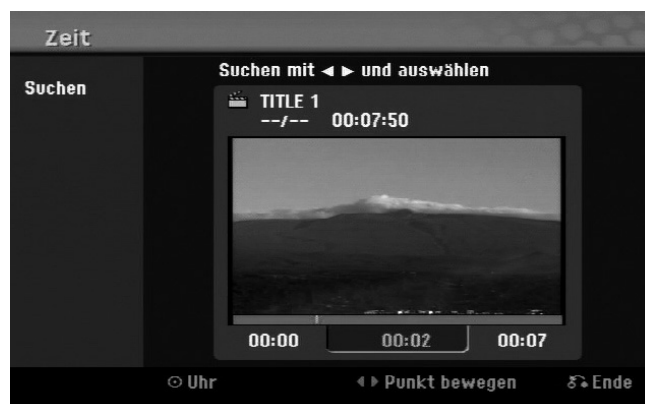 Zeit
Suchen
Suchen mit ◄ ► und auswählen
TITLE 1
--/-- 00:07:50
00:00 00:02 00:07
⊙ Uhr ◄► Punkt bewegen Ende